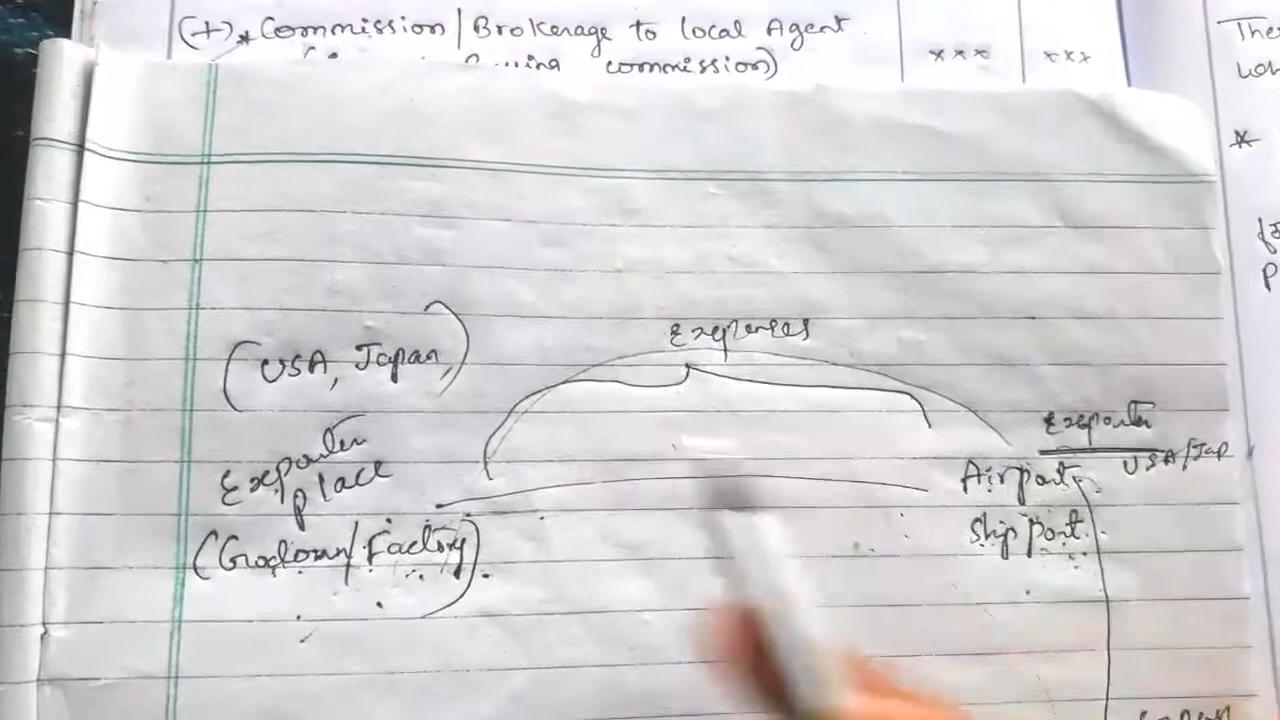 (+) * Commission/Brokerage to local Agent
commission)
*** ***
The
*
P
Expenses
(USA, Japan,)
Exporter
USA/Jap
Exporter
place
Airport
Ship Port
(Godown/Factory)